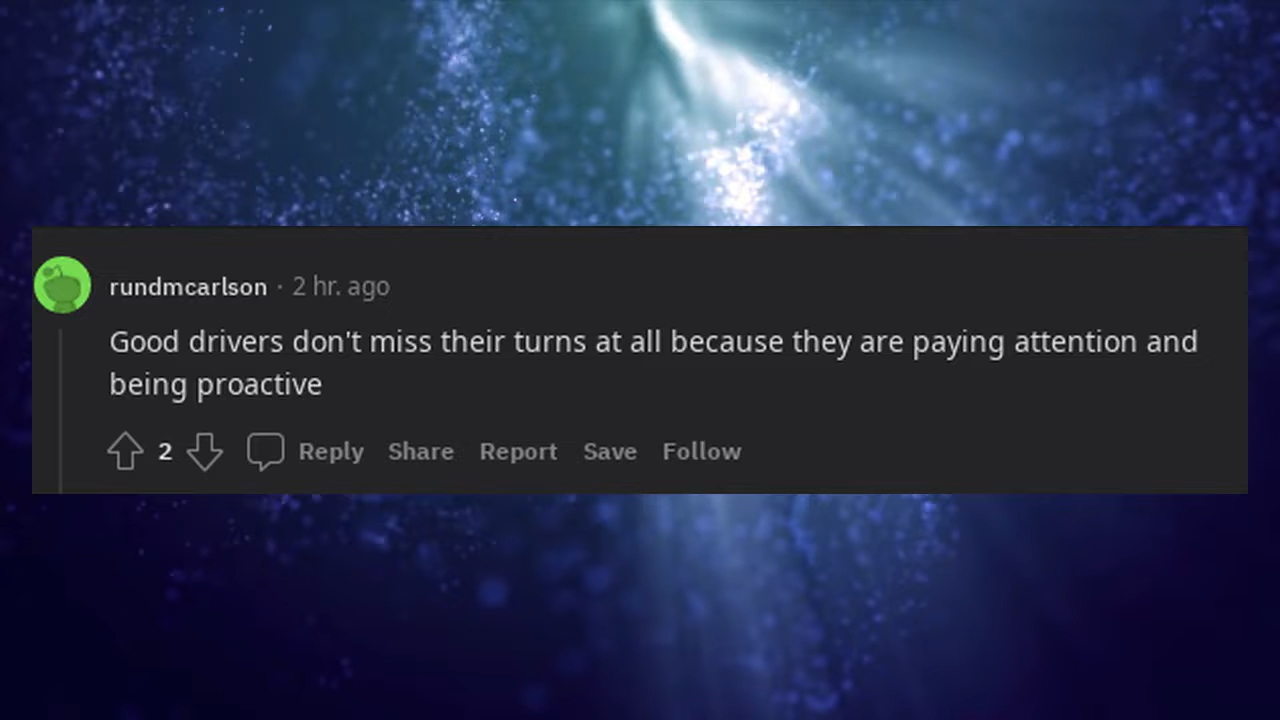 rundmcarlson · 2 hr. ago
Good drivers don't miss their turns at all because they are paying attention and
being proactive
2 Reply Share Report Save Follow